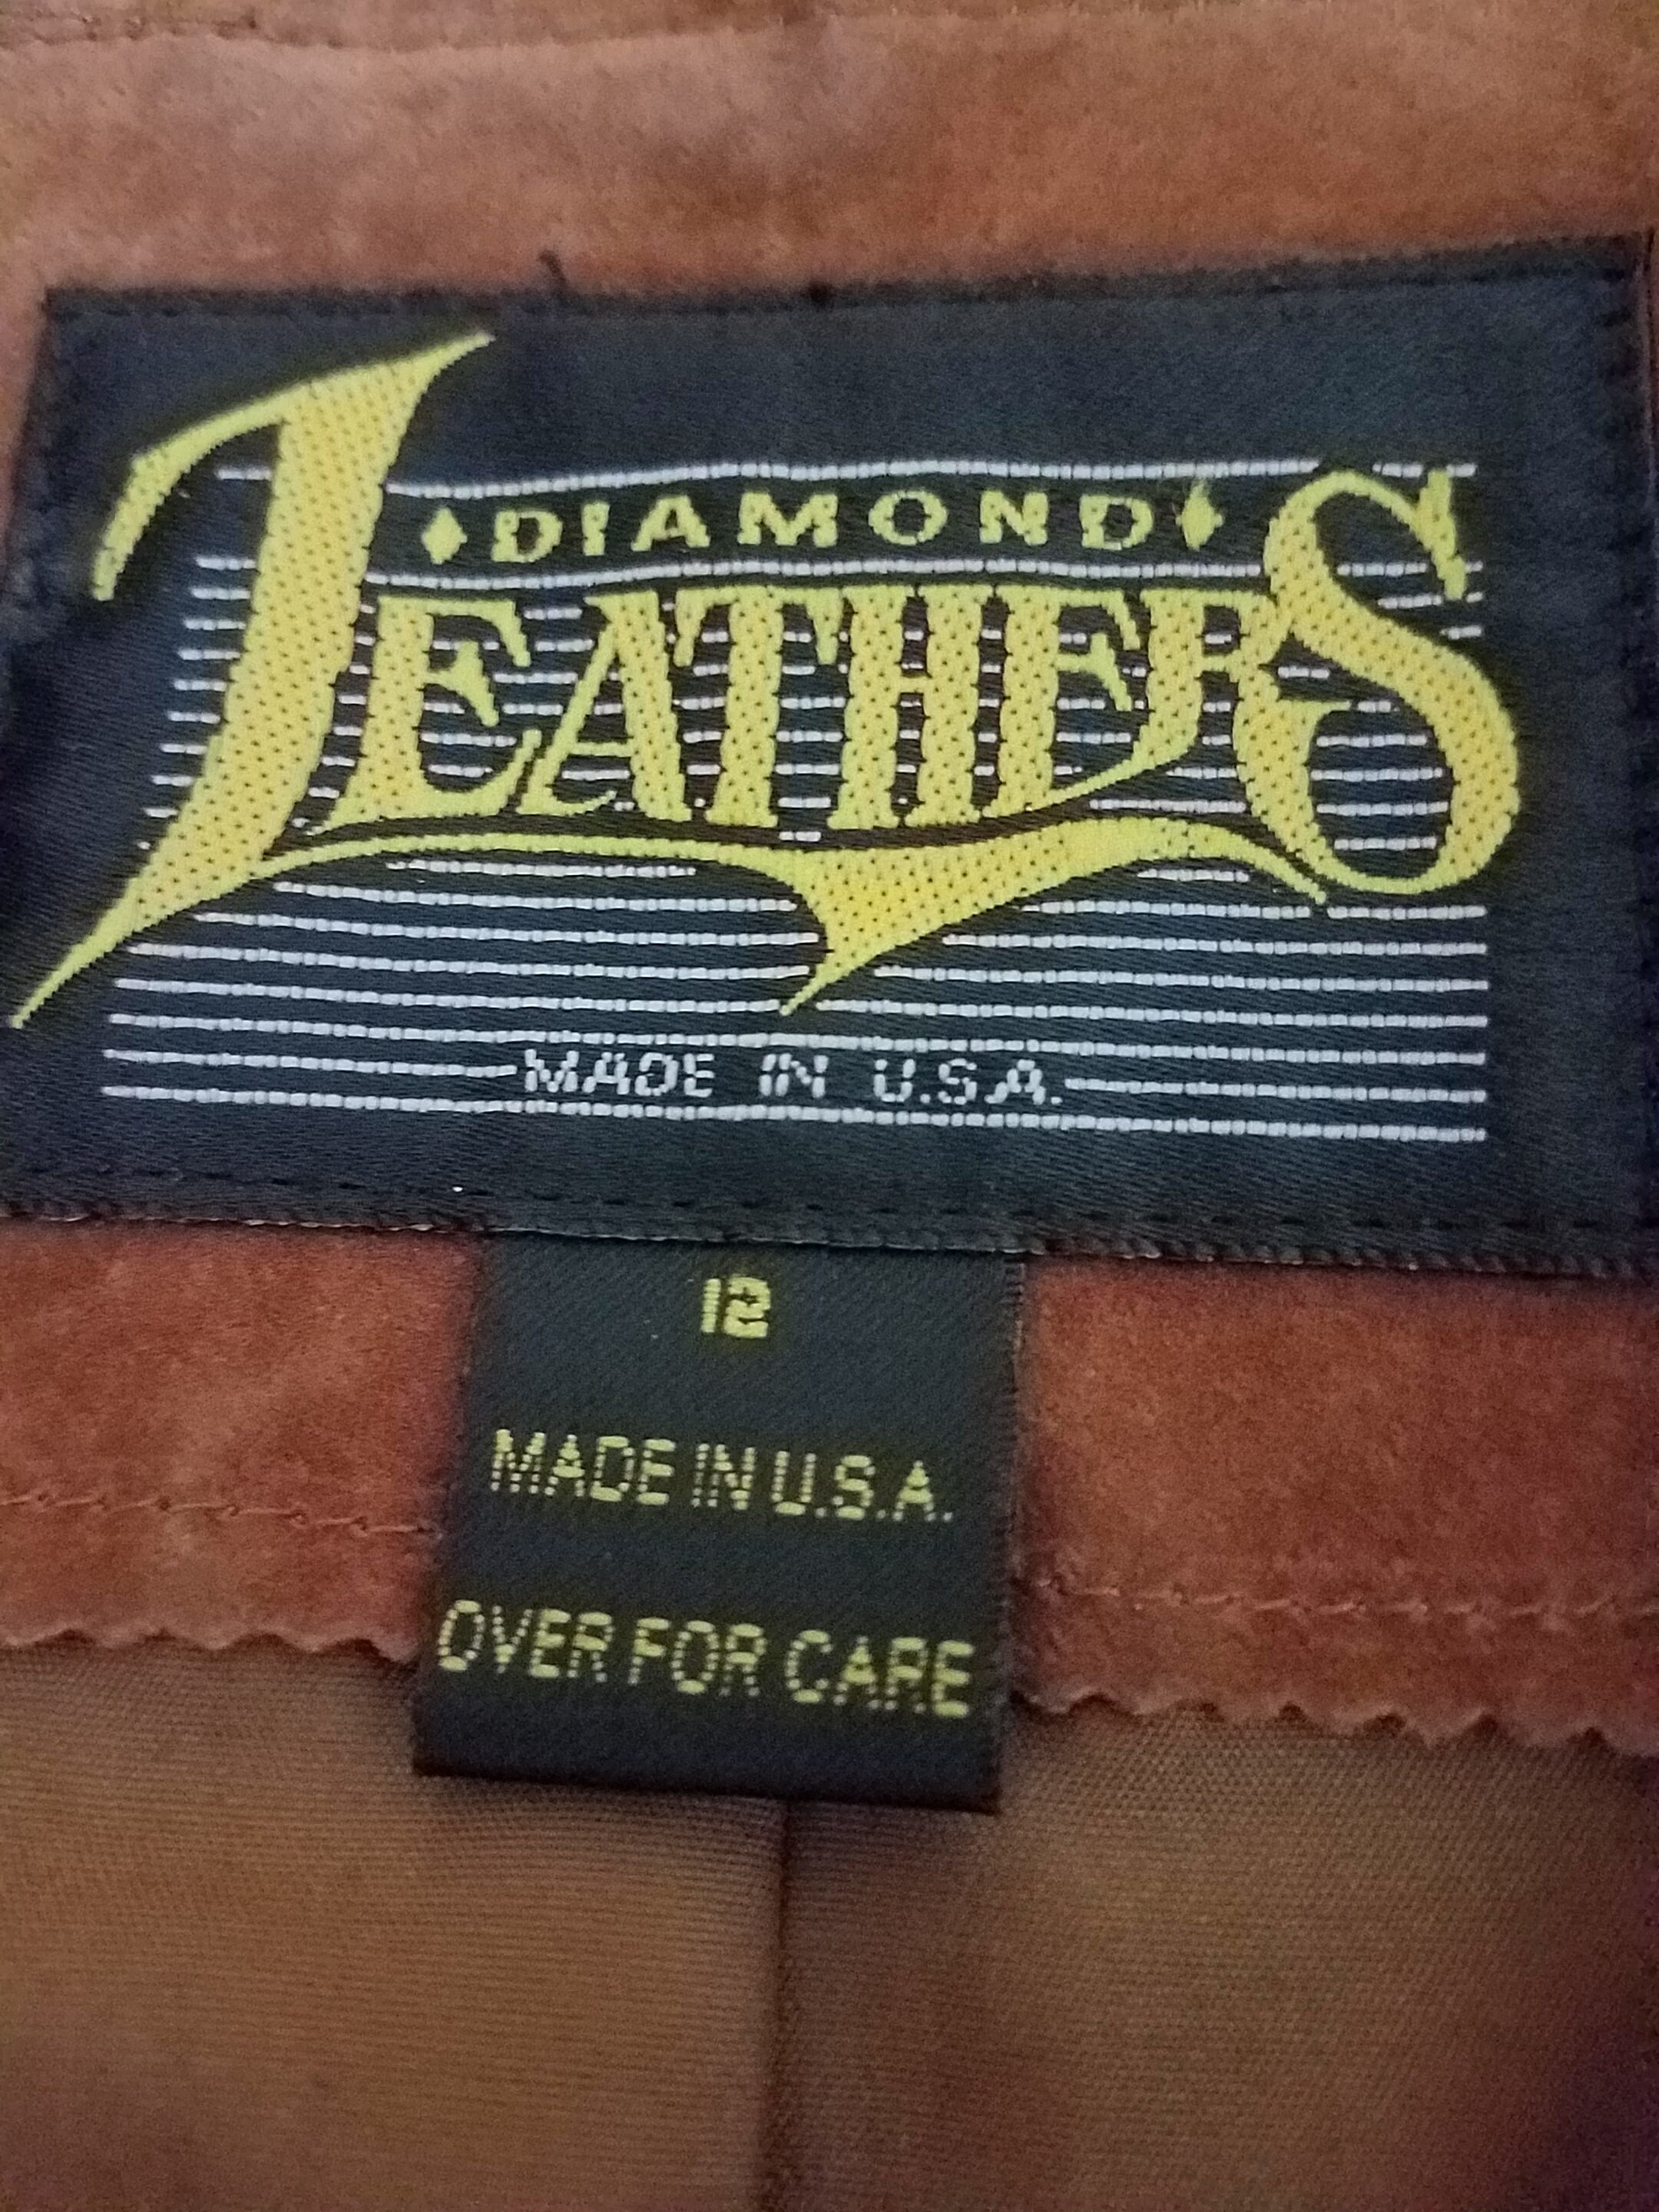 DIAMOND
LEATHERS
MADE IN U.S.A.
12
MADE IN U.S.A.
OVER FOR CARE